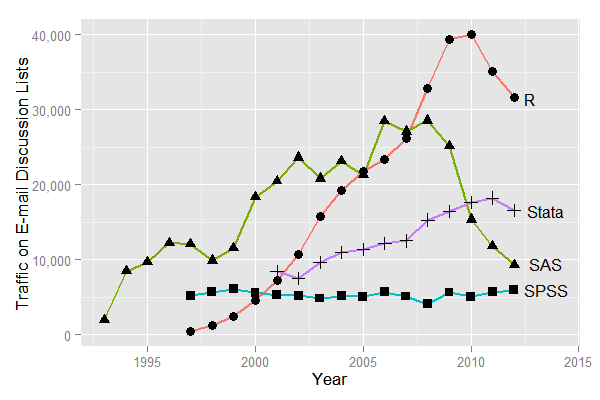 Traffic on E-mail Discussion Lists
40,000
30,000
20,000
10,000
0
R
Stata
SAS
SPSS
1995
2000
2005
2010
2015
Year